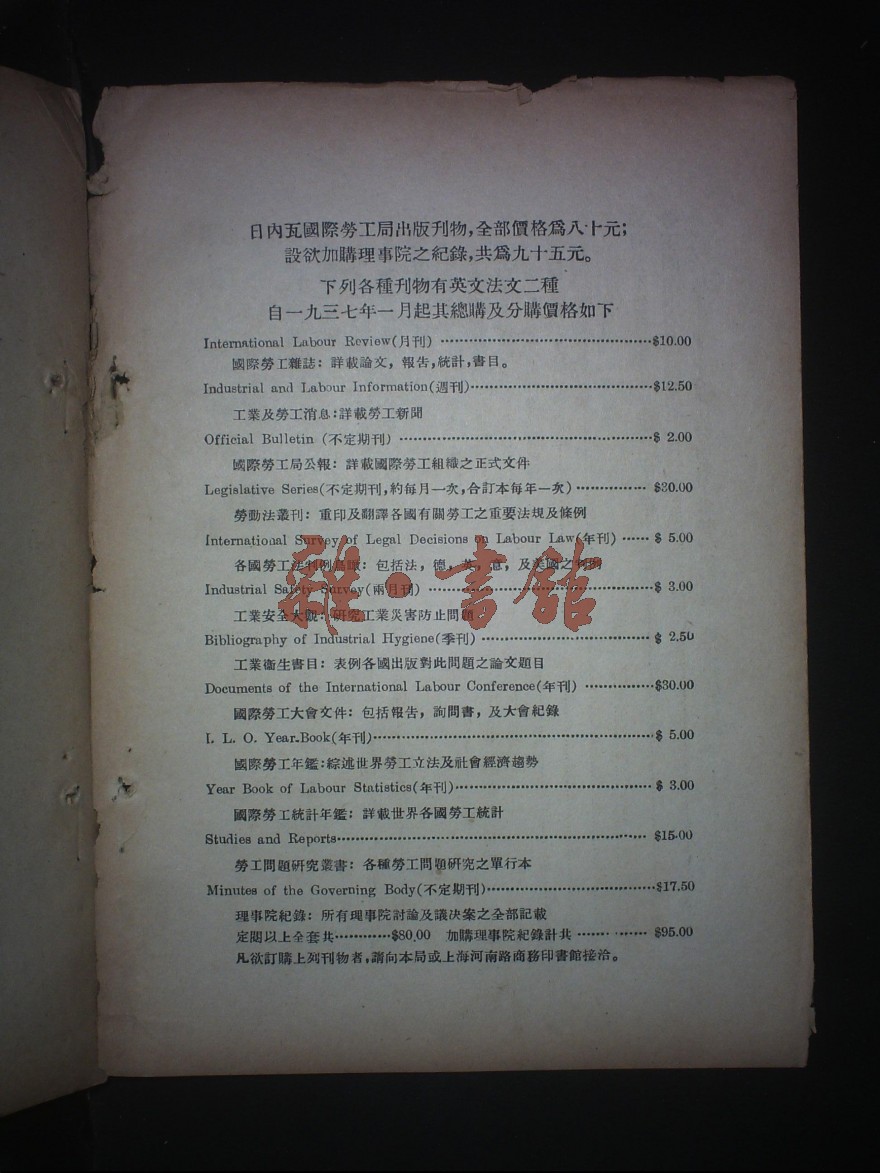 日內瓦國際勞工局出版刊物,全部價格爲八十元;
設欲加購理事院之紀錄,共爲九十五元。
下列各種刊物有英文法文二種
自一九三七年一月起其總購及分購價格如下
International Labour Review(月刊) $10.00
國際勞工雜誌: 詳載論文, 報告,統計,書目。
Industrial and Labour Information(週刊) $12.50
工業及勞工消息:詳載勞工新聞
Official Bulletin (不定期刊) $ 2.00
國際勞工局公報: 詳載國際勞工組織之正式文件
Legislative Series(不定期刊,約每月一次,合訂本每年一次) $30.00
勞動法叢刊: 重印及翻譯各國有關勞工之重要法規及條例
International Survey of Legal Decisions on Labour Law(年刊) $ 5.00
各國勞工法判例: 包括法, 德, 英, 意, 及美國之判例
Industrial Safety Survey(兩月刊) $ 3.00
工業安全大觀: 研究工業災害防止問題
Bibliography of Industrial Hygiene(季刊) $ 2.50
工業衞生書目: 表例各國出版對此問題之論文題目
Documents of the International Labour Conference(年刊) $30.00
國際勞工大會文件: 包括報告, 詢問書, 及大會紀錄
I. L. O. Year-Book(年刊) $ 5.00
國際勞工年鑑:綜述世界勞工立法及社會經濟趨勢
Year Book of Labour Statistics(年刊) $ 3.00
國際勞工統計年鑑: 詳載世界各國勞工統計
Studies and Reports $15.00
勞工問題研究叢書: 各種勞工問題研究之單行本
Minutes of the Governing Body(不定期刊) $17.50
理事院紀錄: 所有理事院討論及議決案之全部記載
定閱以上全套共 $80.00 加購理事院紀錄計共 $95.00
凡欲訂購上列刊物者,請向本局或上海河南路商務印書館接洽。
雜·書館